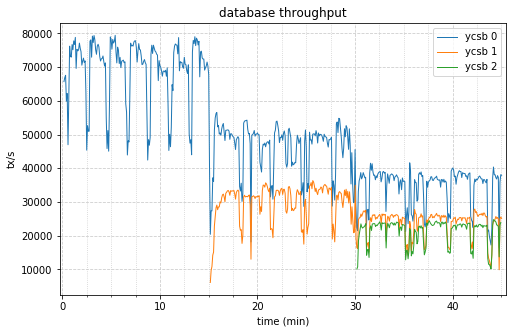 database throughput
ycsb 0
ycsb 1
ycsb 2
tx/s
80000
70000
60000
50000
40000
30000
20000
10000
0
10
20
30
40
time (min)